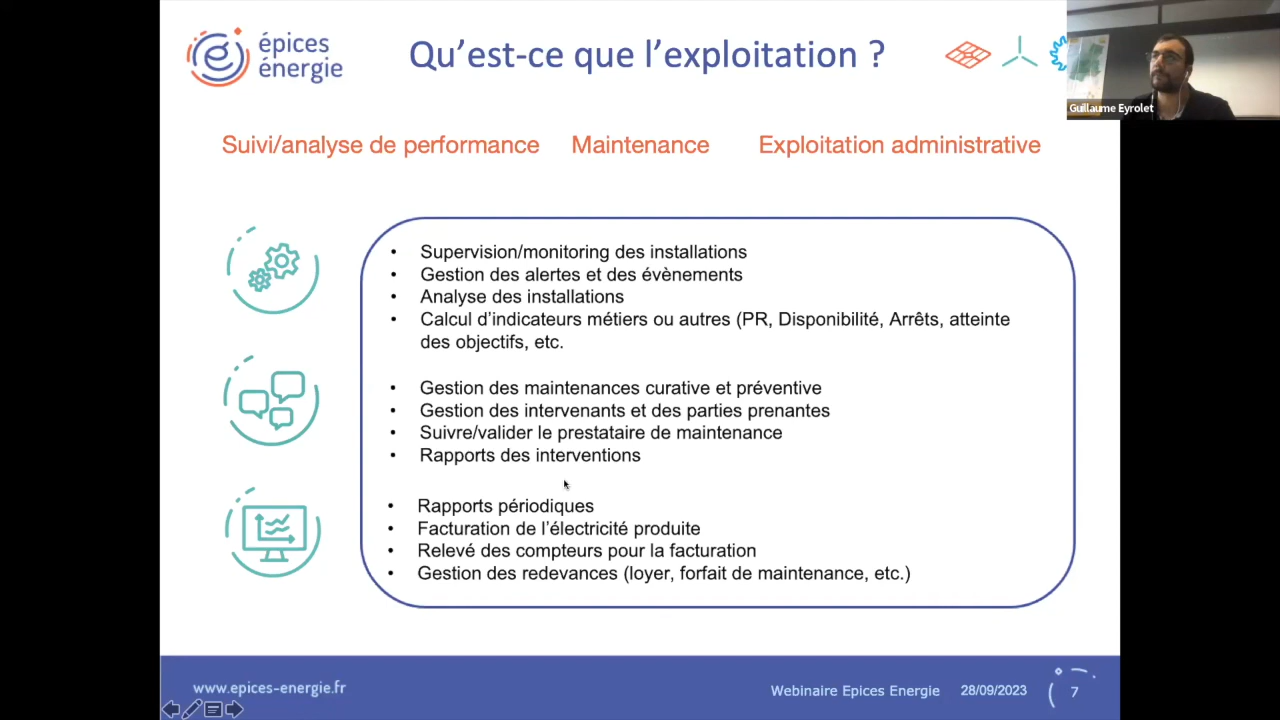 épices
énergie
Qu’est-ce que l’exploitation ?
Guillaume Eyrolet
Suivi/analyse de performance
Maintenance
Exploitation administrative
• Supervision/monitoring des installations
• Gestion des alertes et des évènements
• Analyse des installations
• Calcul d’indicateurs métiers ou autres (PR, Disponibilité, Arrêts, atteinte
des objectifs, etc.
• Gestion des maintenances curative et préventive
• Gestion des intervenants et des parties prenantes
• Suivre/valider le prestataire de maintenance
• Rapports des interventions
• Rapports périodiques
• Facturation de l’électricité produite
• Relevé des compteurs pour la facturation
• Gestion des redevances (loyer, forfait de maintenance, etc.)
www.epices-energie.fr
Webinaire Epices Energie
28/09/2023
7